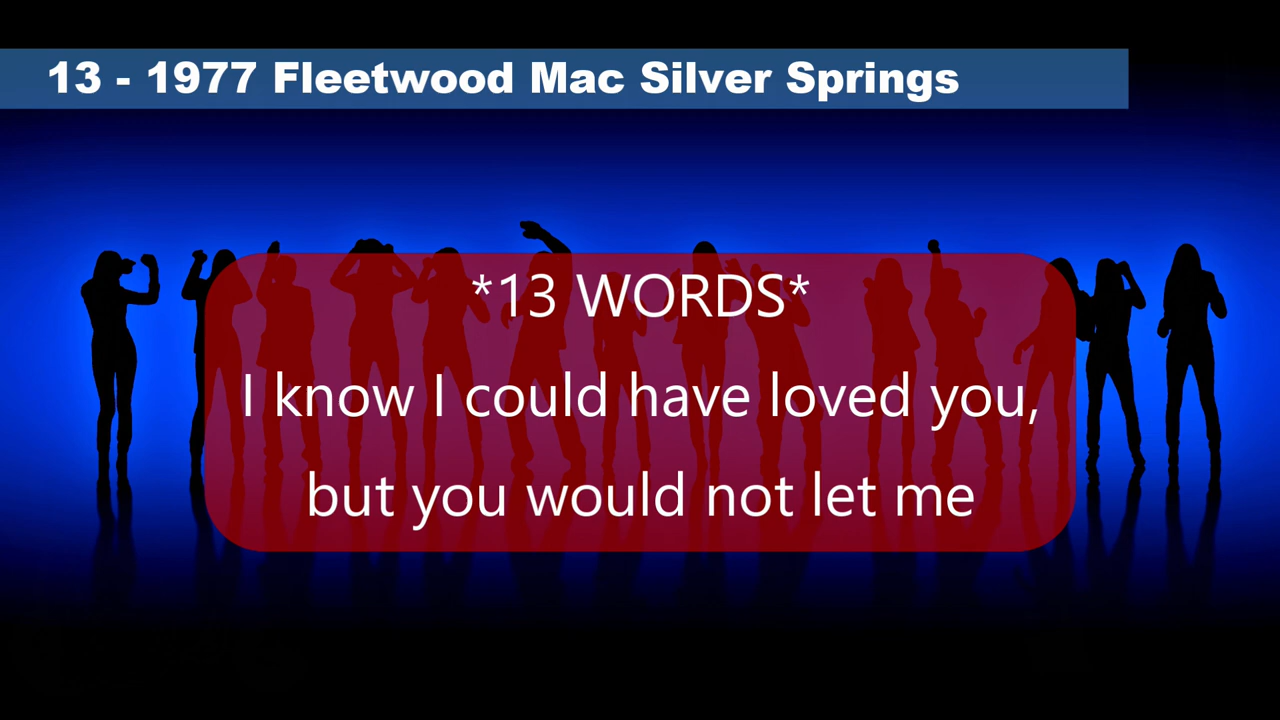 13 - 1977 Fleetwood Mac Silver Springs
*13 WORDS*
I know I could have loved you,
but you would not let me